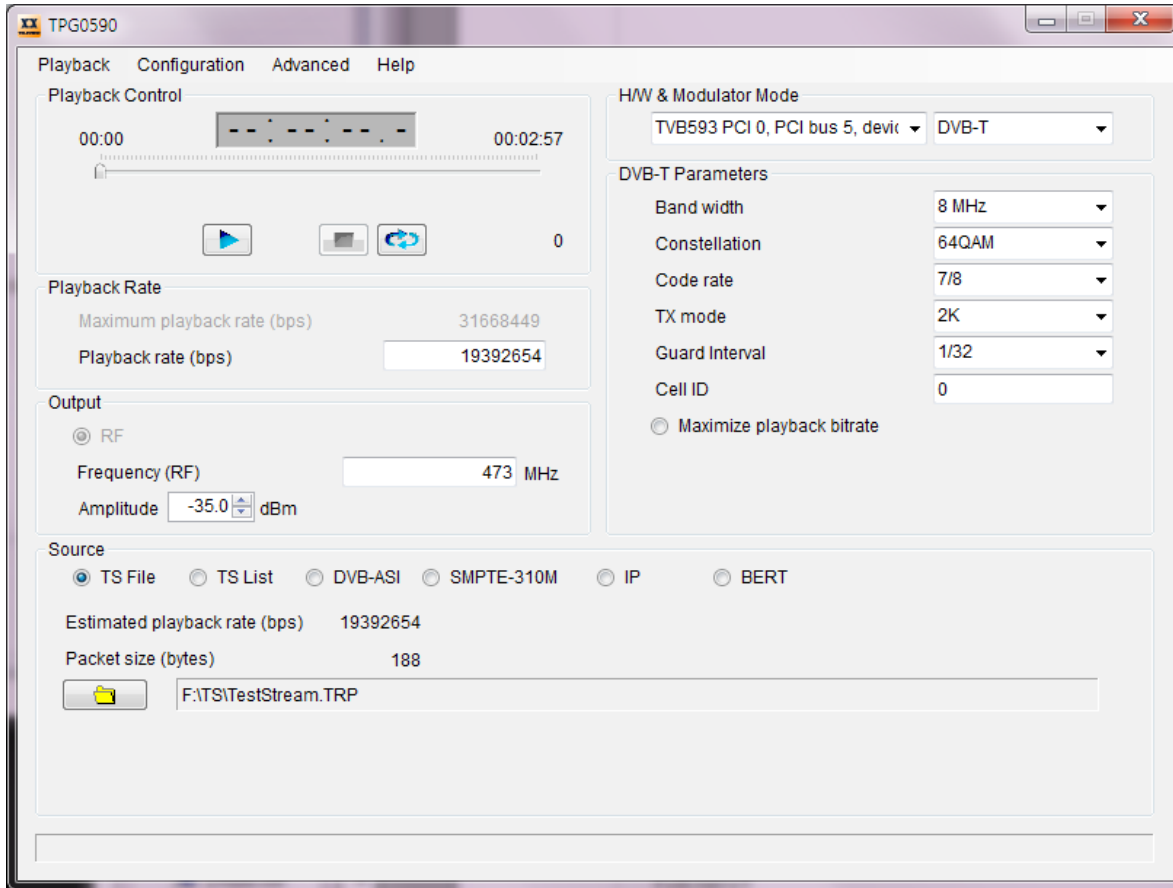 XX TPG0590
Playback Configuration Advanced Help
Playback Control
00:00 --:--:--.- 00:02:57
0
Playback Rate
Maximum playback rate (bps) 31668449
Playback rate (bps) 19392654
Output
RF
Frequency (RF) 473 MHz
Amplitude -35.0 dBm
H/W & Modulator Mode
TVB593 PCI 0, PCI bus 5, devic DVB-T
DVB-T Parameters
Band width 8 MHz
Constellation 64QAM
Code rate 7/8
TX mode 2K
Guard Interval 1/32
Cell ID 0
Maximize playback bitrate
Source
TS File TS List DVB-ASI SMPTE-310M IP BERT
Estimated playback rate (bps) 19392654
Packet size (bytes) 188
F:\TS\TestStream.TRP